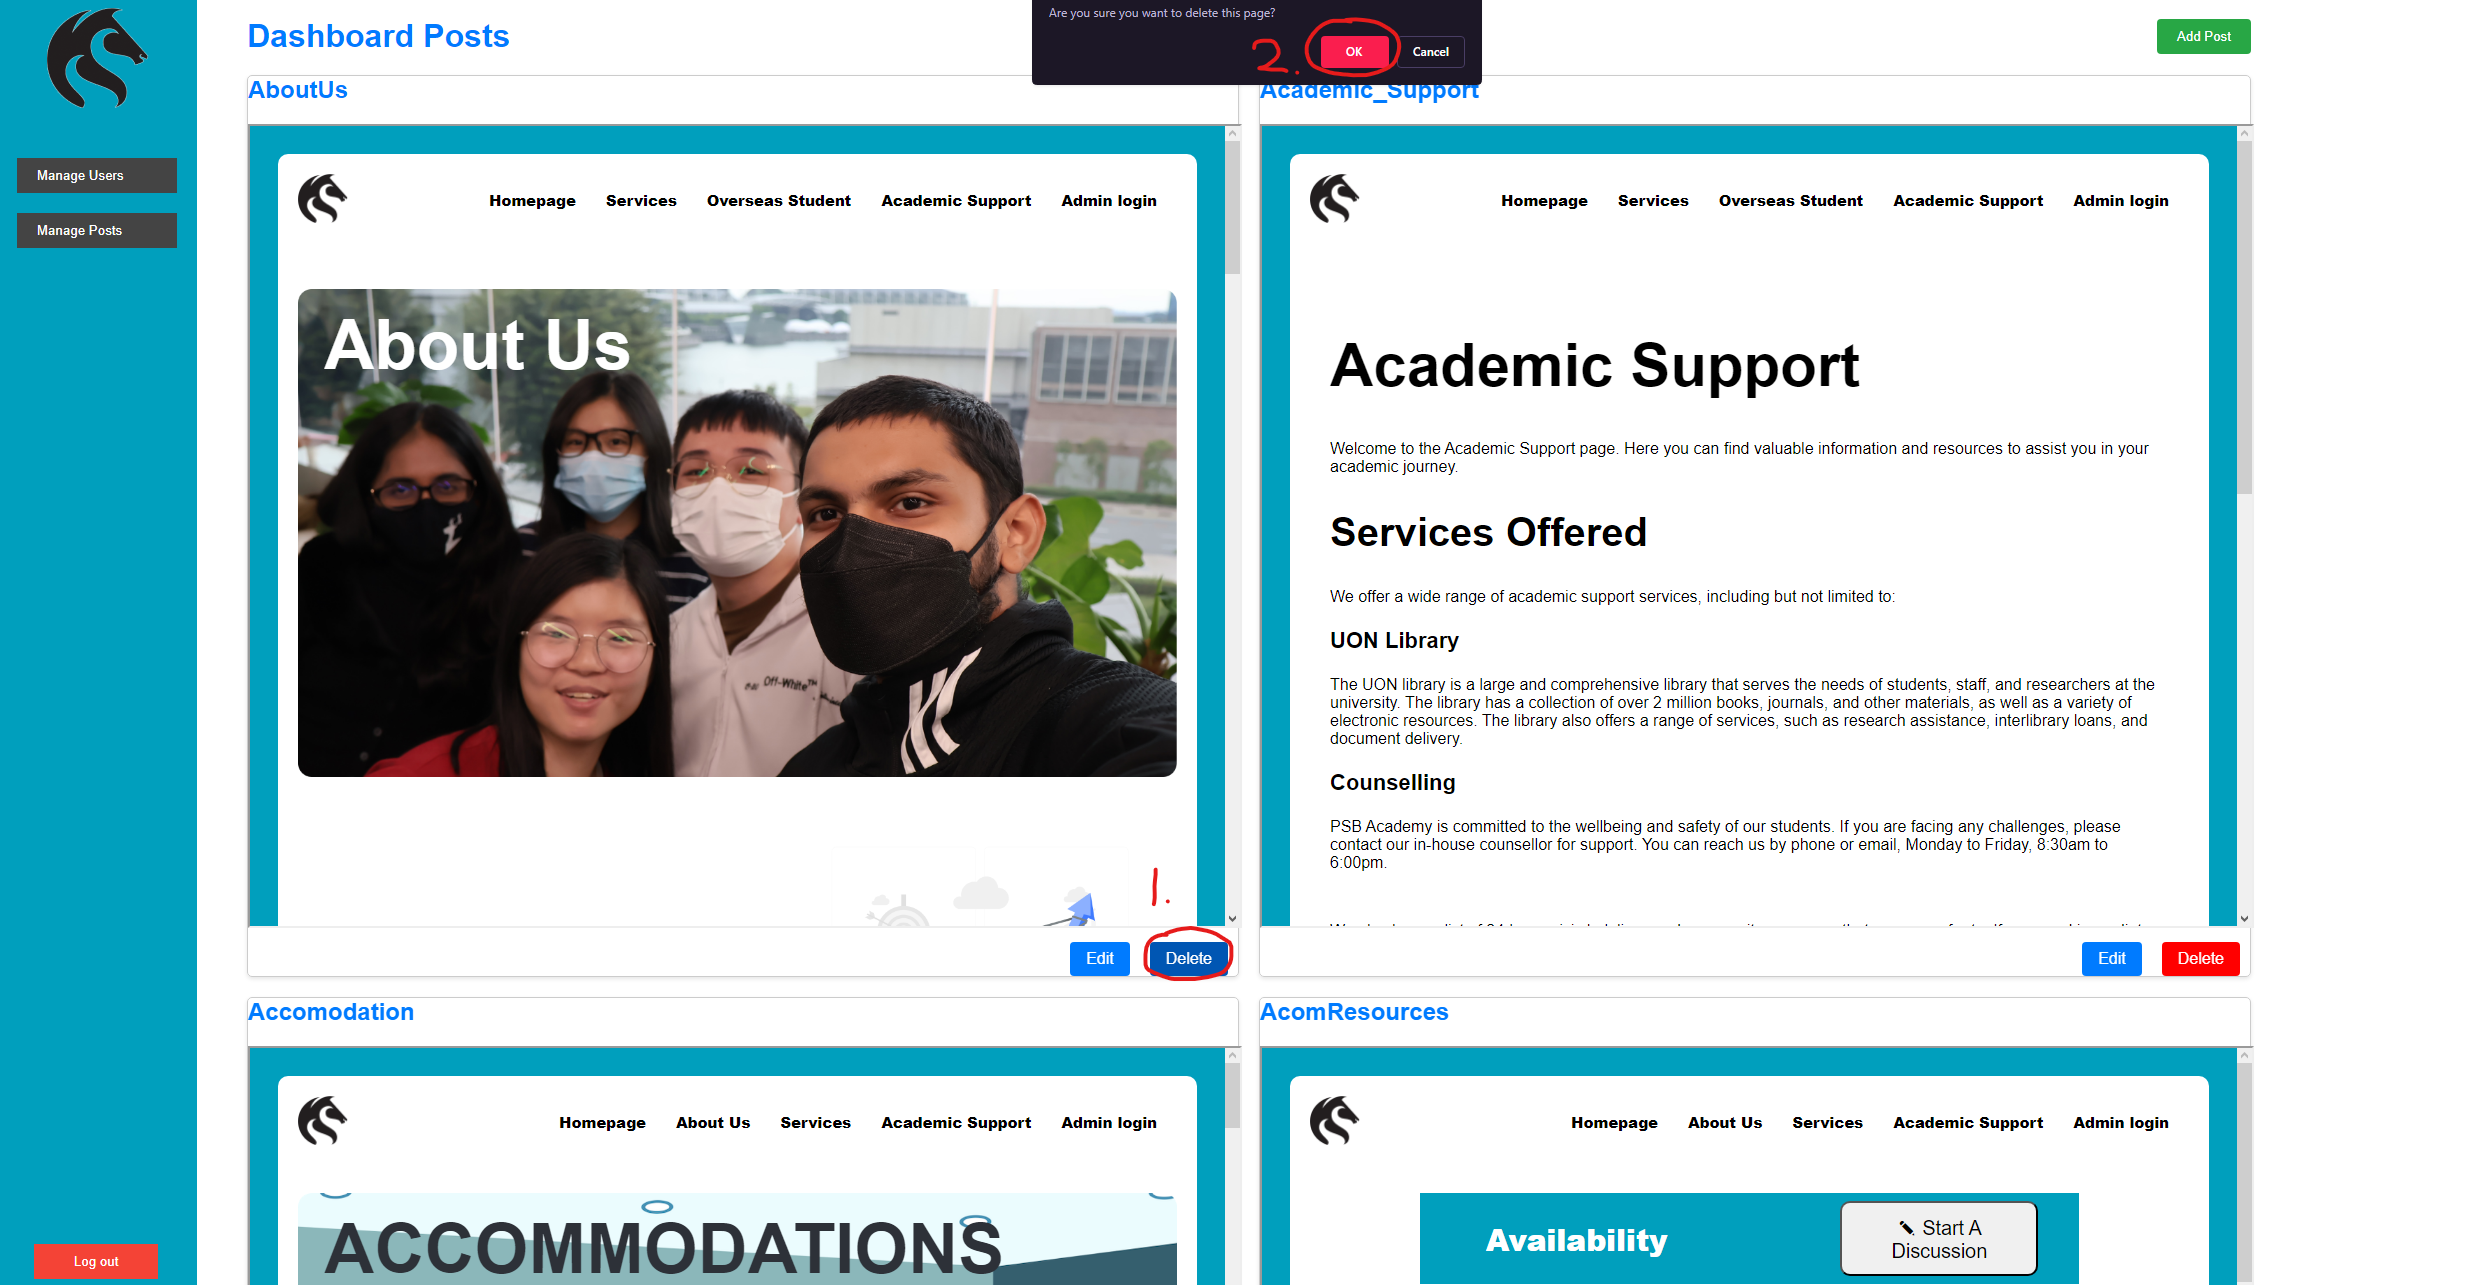 Are you sure you want to delete this page?
2.
OK
Cancel
Dashboard Posts
Add Post
Manage Users
Manage Posts
Log out
AboutUs
Homepage Services Overseas Student Academic Support Admin login
About Us
Off-White™
1.
Edit Delete
Academic_Support
Homepage Services Overseas Student Academic Support Admin login
Academic Support
Welcome to the Academic Support page. Here you can find valuable information and resources to assist you in your
academic journey.
Services Offered
We offer a wide range of academic support services, including but not limited to:
UON Library
The UON library is a large and comprehensive library that serves the needs of students, staff, and researchers at the
university. The library has a collection of over 2 million books, journals, and other materials, as well as a variety of
electronic resources. The library also offers a range of services, such as research assistance, interlibrary loans, and
document delivery.
Counselling
PSB Academy is committed to the wellbeing and safety of our students. If you are facing any challenges, please
contact our in-house counsellor for support. You can reach us by phone or email, Monday to Friday, 8:30am to
6:00pm.
Edit Delete
Accomodation
Homepage About Us Services Academic Support Admin login
ACCOMMODATIONS
AcomResources
Homepage About Us Services Academic Support Admin login
Availability
Start A
Discussion